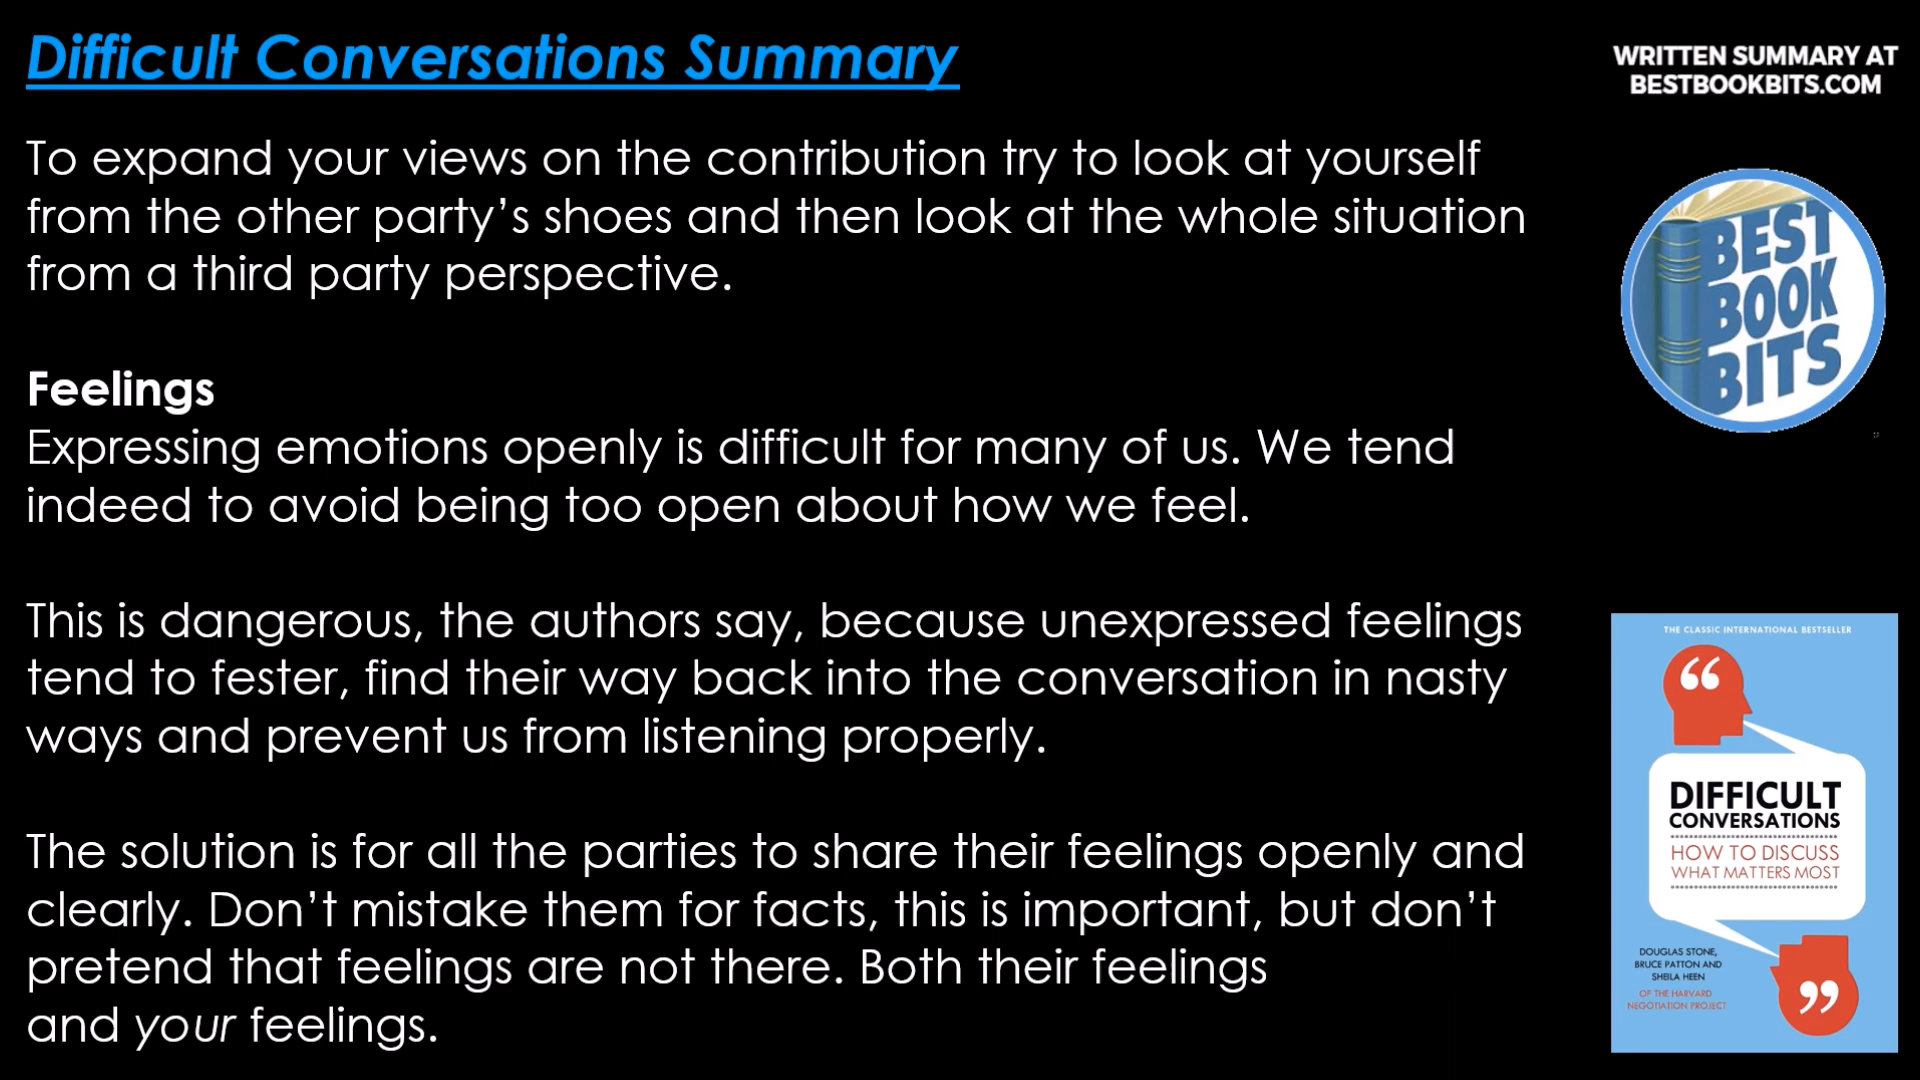 Difficult Conversations Summary
WRITTEN SUMMARY AT
BESTBOOKBITS.COM
To expand your views on the contribution try to look at yourself
from the other party’s shoes and then look at the whole situation
from a third party perspective.
Feelings
Expressing emotions openly is difficult for many of us. We tend
indeed to avoid being too open about how we feel.
This is dangerous, the authors say, because unexpressed feelings
tend to fester, find their way back into the conversation in nasty
ways and prevent us from listening properly.
The solution is for all the parties to share their feelings openly and
clearly. Don’t mistake them for facts, this is important, but don’t
pretend that feelings are not there. Both their feelings
and your feelings.
BEST
BOOK
BITS
THE CLASSIC INTERNATIONAL BESTSELLER
“
DIFFICULT
CONVERSATIONS
HOW TO DISCUSS
WHAT MATTERS MOST
DOUGLAS STONE,
BRUCE PATTON AND
SHEILA HEEN
OF THE HARVARD
NEGOTIATION PROJECT
”